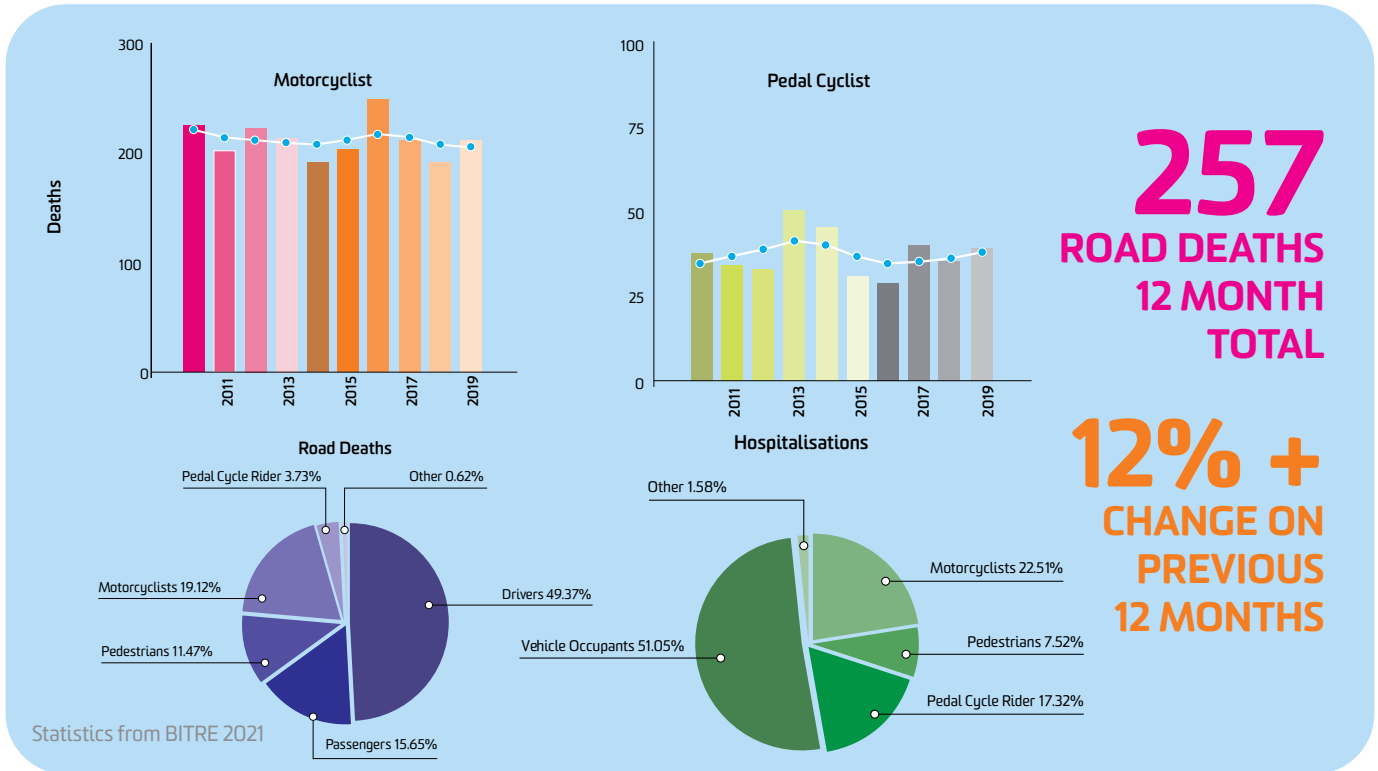 Motorcyclist
300
200
100
0
Deaths
2011
2013
2015
2017
2019
Pedal Cyclist
100
75
50
25
0
2011
2013
2015
2017
2019
257
ROAD DEATHS
12 MONTH
TOTAL
12% +
CHANGE ON
PREVIOUS
12 MONTHS
Road Deaths
Pedal Cycle Rider 3.73%
Other 0.62%
Motorcyclists 19.12%
Drivers 49.37%
Pedestrians 11.47%
Passengers 15.65%
Hospitalisations
Other 1.58%
Motorcyclists 22.51%
Vehicle Occupants 51.05%
Pedestrians 7.52%
Pedal Cycle Rider 17.32%
Statistics from BITRE 2021